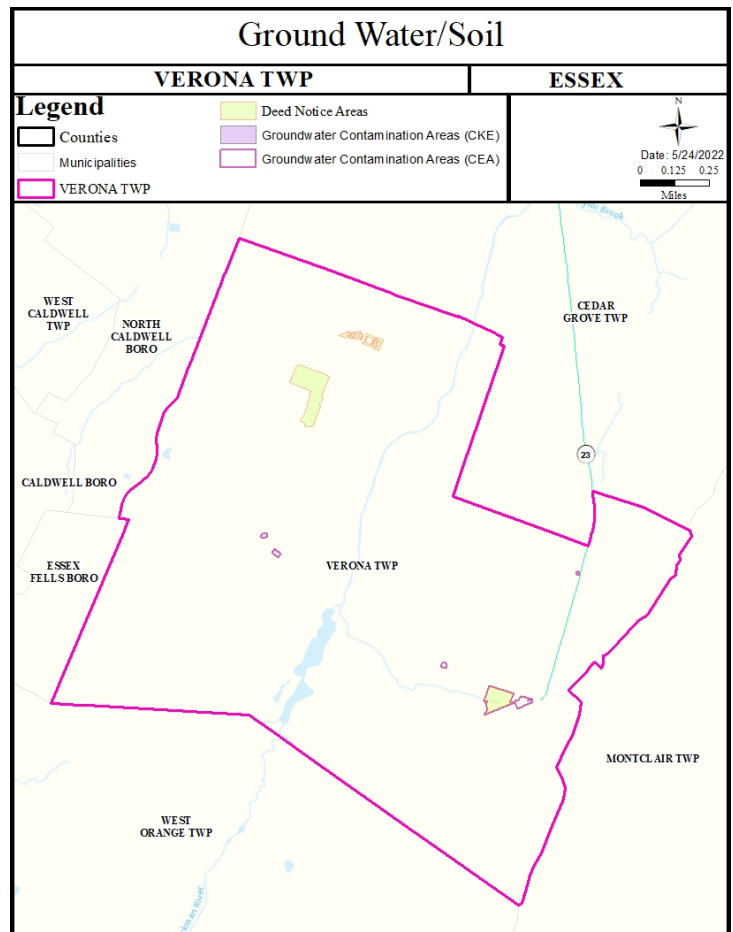 Ground Water/Soil
VERONA TWP
ESSEX
Legend
Counties
Municipalities
VERONA TWP
Deed Notice Areas
Groundwater Contamination Areas (CKE)
Groundwater Contamination Areas (CEA)
N
Date: 5/24/2022
0 0.125 0.25
Miles
Brook
WEST
CALDWELL
TWP
NORTH
CALDWELL
BORO
CEDAR
GROVE TWP
23
CALDWELL BORO
ESSEX
FELLS BORO
VERONA TWP
MONTCLAIR TWP
WEST
ORANGE TWP
River